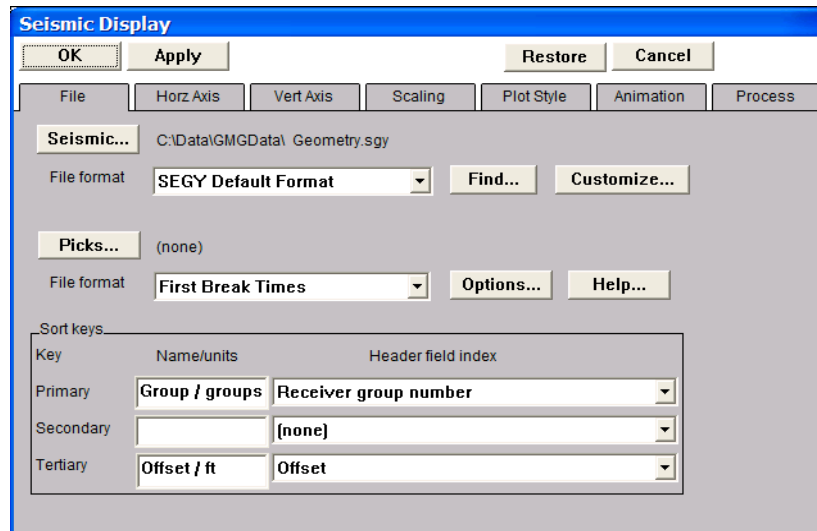 Seismic Display
OK Apply Restore Cancel
File Horz Axis Vert Axis Scaling Plot Style Animation Process
Seismic... C:\Data\GMGData\ Geometry.sgy
File format SEGY Default Format Find... Customize...
Picks... (none)
File format First Break Times Options... Help...
Sort keys
Key Name/units Header field index
Primary Group / groups Receiver group number
Secondary (none)
Tertiary Offset / ft Offset